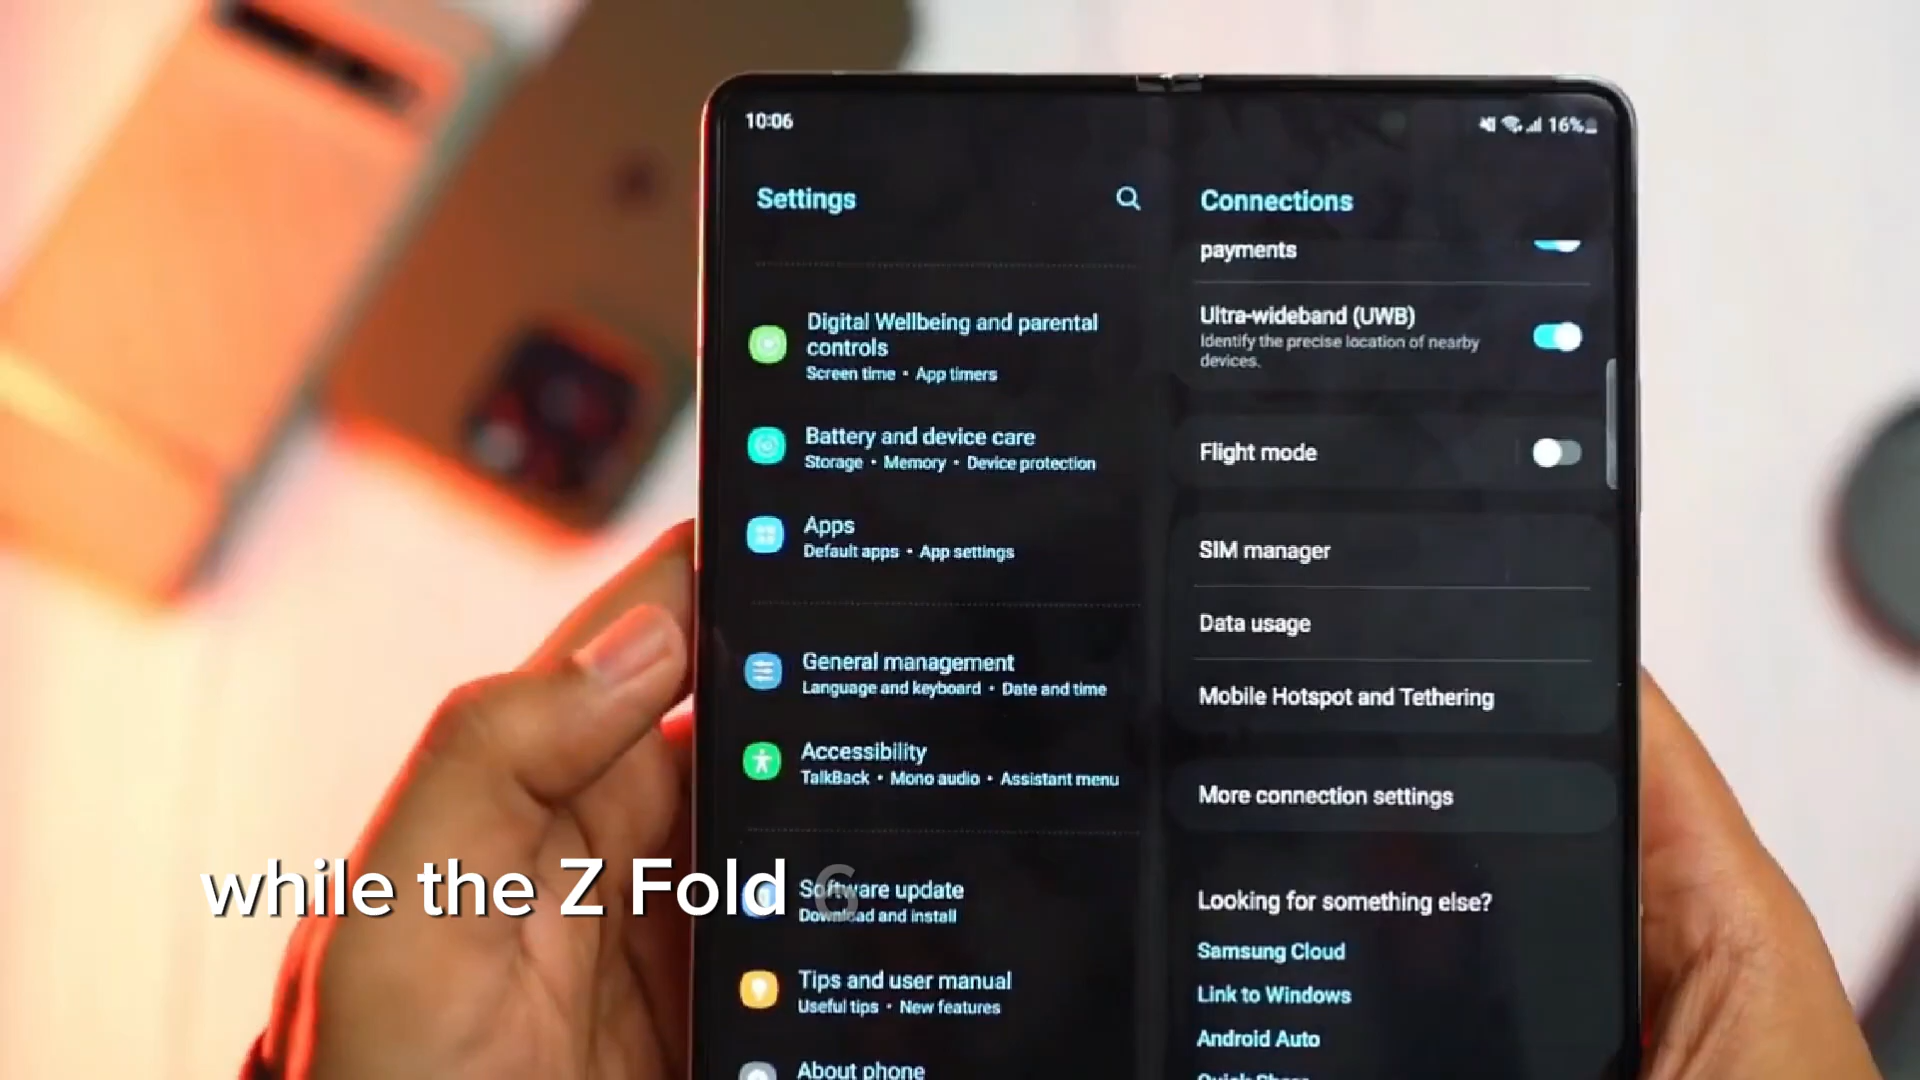 10:06
16%
Settings
Digital Wellbeing and parental
controls
Screen time • App timers
Battery and device care
Storage • Memory • Device protection
Apps
Default apps • App settings
General management
Language and keyboard • Date and time
Accessibility
TalkBack • Mono audio • Assistant menu
Software update
Download and install
Tips and user manual
Useful tips • New features
About phone
Connections
payments
Ultra-wideband (UWB)
Identify the precise location of nearby
devices.
Flight mode
SIM manager
Data usage
Mobile Hotspot and Tethering
More connection settings
Looking for something else?
Samsung Cloud
Link to Windows
Android Auto
while the Z Fold 6